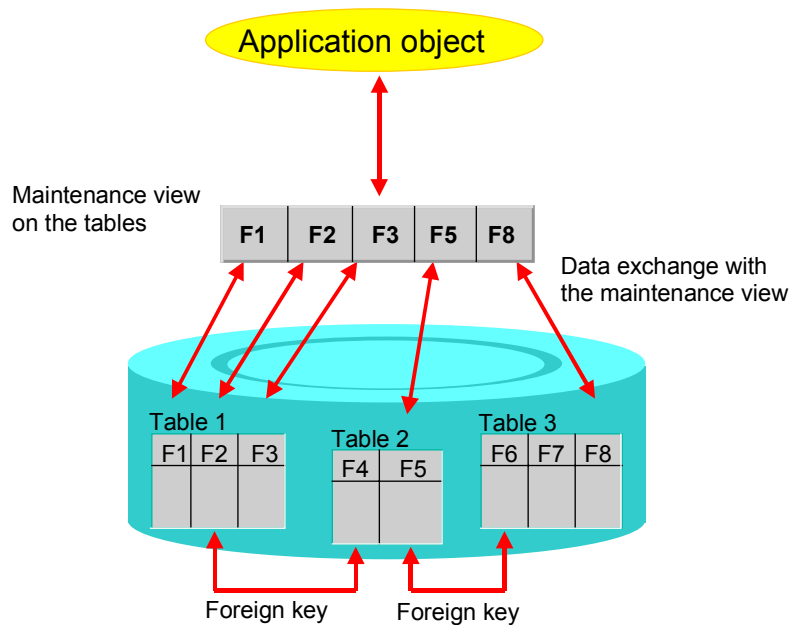 Application object
Maintenance view
on the tables
F1 F2 F3 F5 F8
Data exchange with
the maintenance view
Table 1
F1 F2 F3
Table 2
F4 F5
Table 3
F6 F7 F8
Foreign key
Foreign key